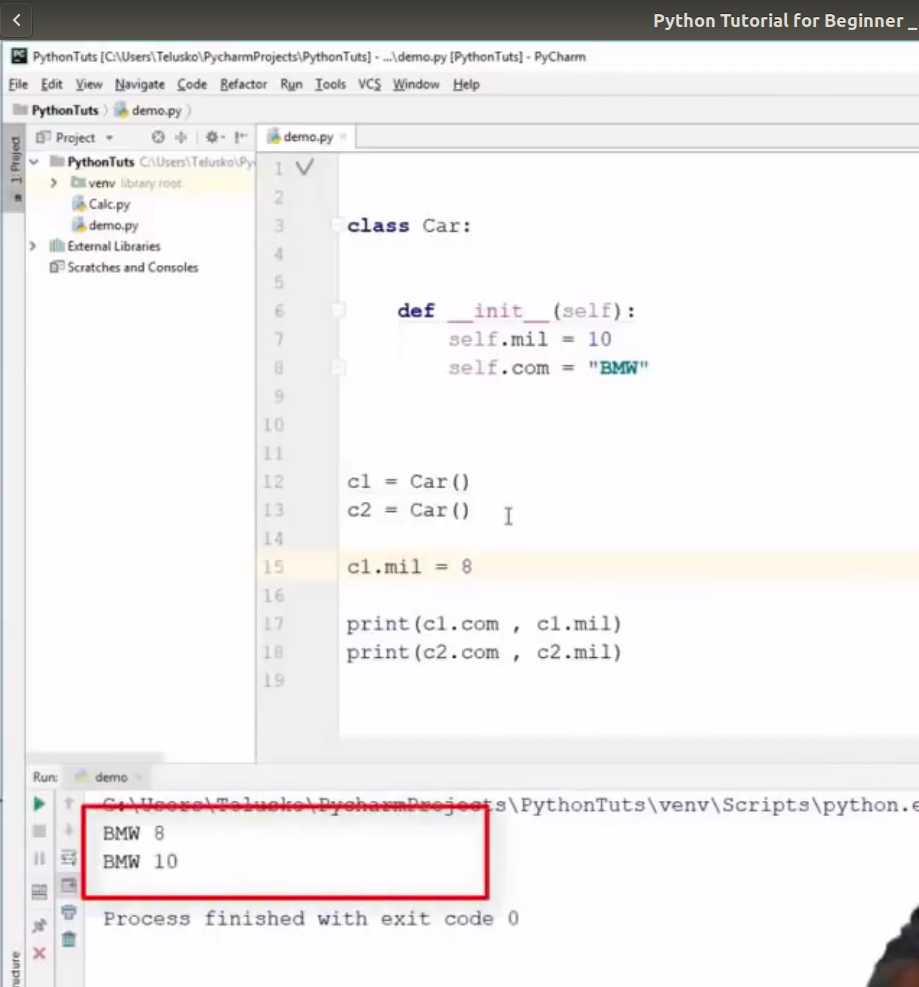 Python Tutorial for Beginner _
PythonTuts [C:\Users\Telusko\PycharmProjects\PythonTuts] - ...\demo.py [PythonTuts] - PyCharm
File Edit View Navigate Code Refactor Run Tools VCS Window Help
PythonTuts demo.py
1: Project
Project
demo.py
PythonTuts C:\Users\Telusko\Py
venv library root
Calc.py
demo.py
External Libraries
Scratches and Consoles
1
2
3 class Car:
4
5
6 def __init__(self):
7 self.mil = 10
8 self.com = "BMW"
9
10
11
12 c1 = Car()
13 c2 = Car()
14
15 c1.mil = 8
16
17 print(c1.com , c1.mil)
18 print(c2.com , c2.mil)
19
Run: demo
C:\Users\Telusko\PycharmProjects\PythonTuts\venv\Scripts\python.e
BMW 8
BMW 10
Process finished with exit code 0